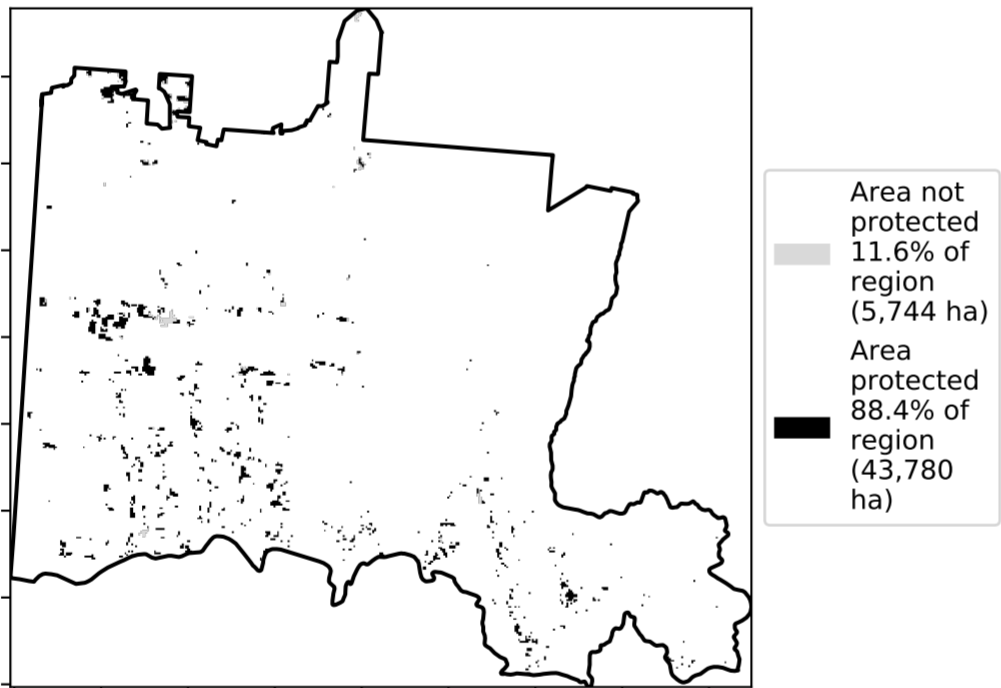 Area not
protected
11.6% of
region
(5,744 ha)
Area
protected
88.4% of
region
(43,780
ha)